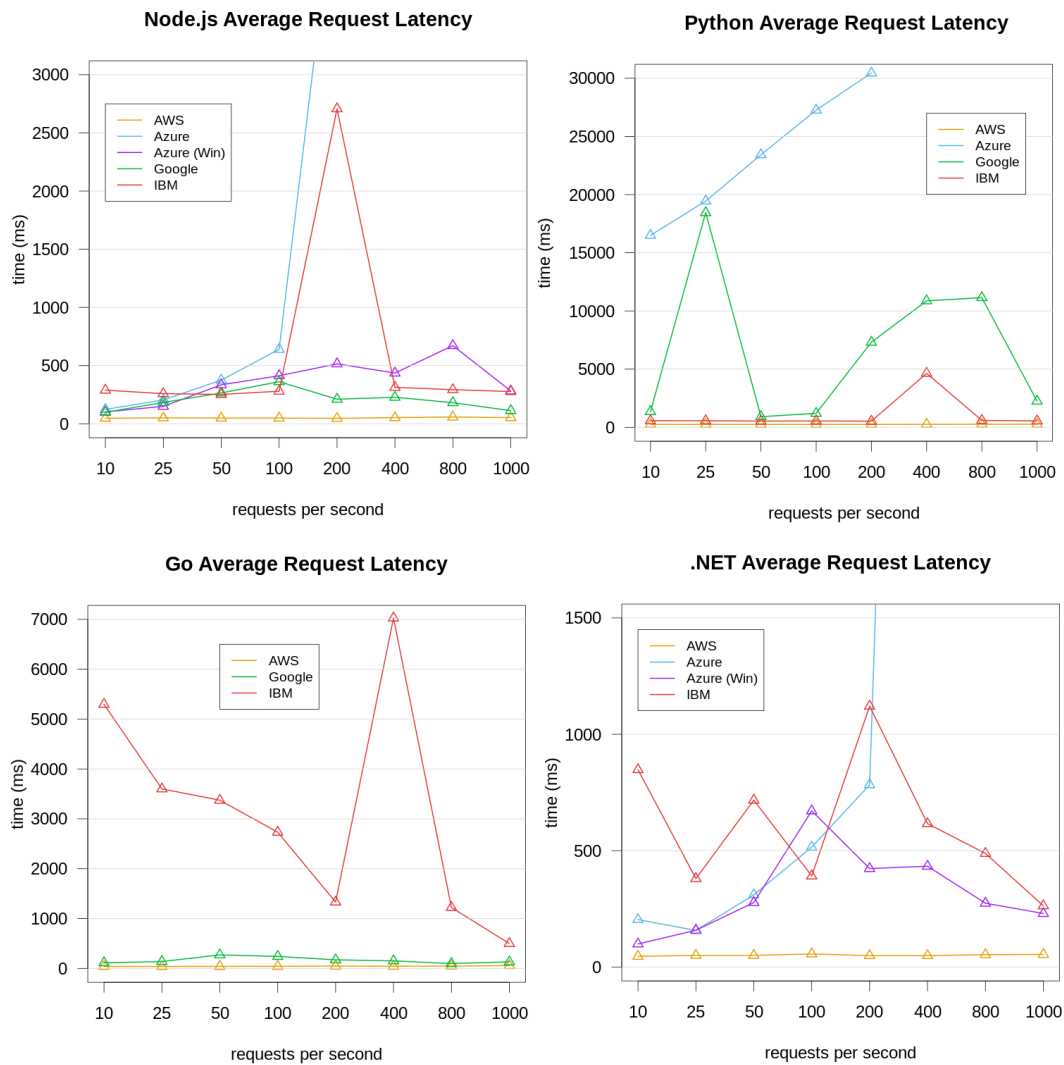 Node.js Average Request Latency
3000
2500
2000
1500
1000
500
0
time (ms)
AWS
Azure
Azure (Win)
Google
IBM
10 25 50 100 200 400 800 1000
requests per second
Python Average Request Latency
30000
25000
20000
15000
10000
5000
0
time (ms)
AWS
Azure
Google
IBM
10 25 50 100 200 400 800 1000
requests per second
Go Average Request Latency
7000
6000
5000
4000
3000
2000
1000
0
time (ms)
AWS
Google
IBM
10 25 50 100 200 400 800 1000
requests per second
.NET Average Request Latency
1500
1000
500
0
time (ms)
AWS
Azure
Azure (Win)
IBM
10 25 50 100 200 400 800 1000
requests per second